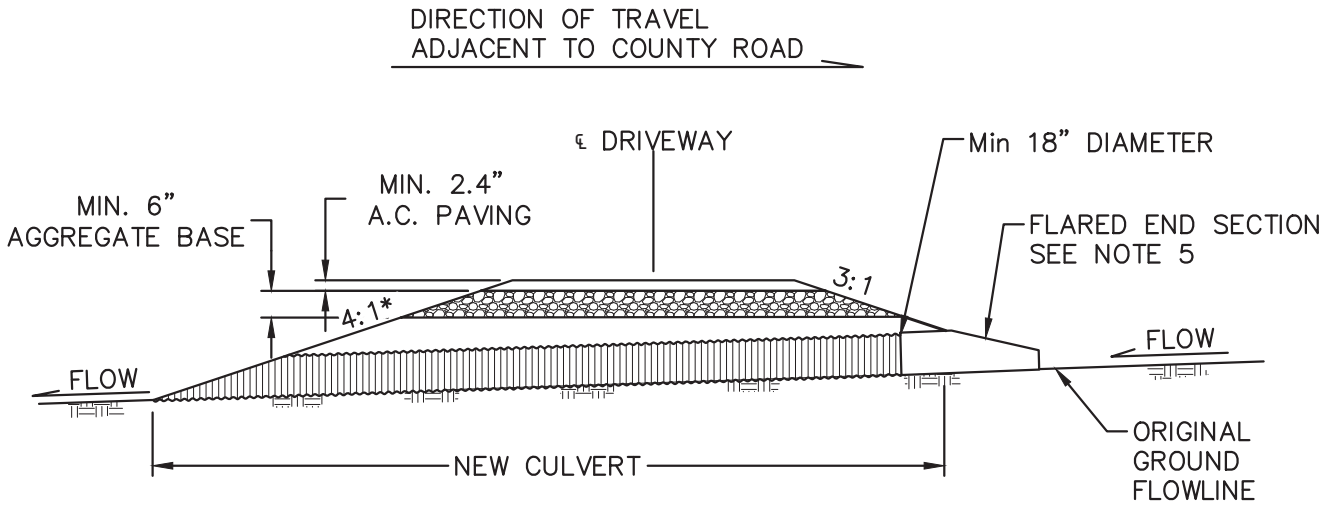 DIRECTION OF TRAVEL
ADJACENT TO COUNTY ROAD
℄ DRIVEWAY
Min 18” DIAMETER
MIN. 2.4”
A.C. PAVING
MIN. 6”
AGGREGATE BASE
FLARED END SECTION
SEE NOTE 5
3:1
4:1*
FLOW
FLOW
NEW CULVERT
ORIGINAL
GROUND
FLOWLINE